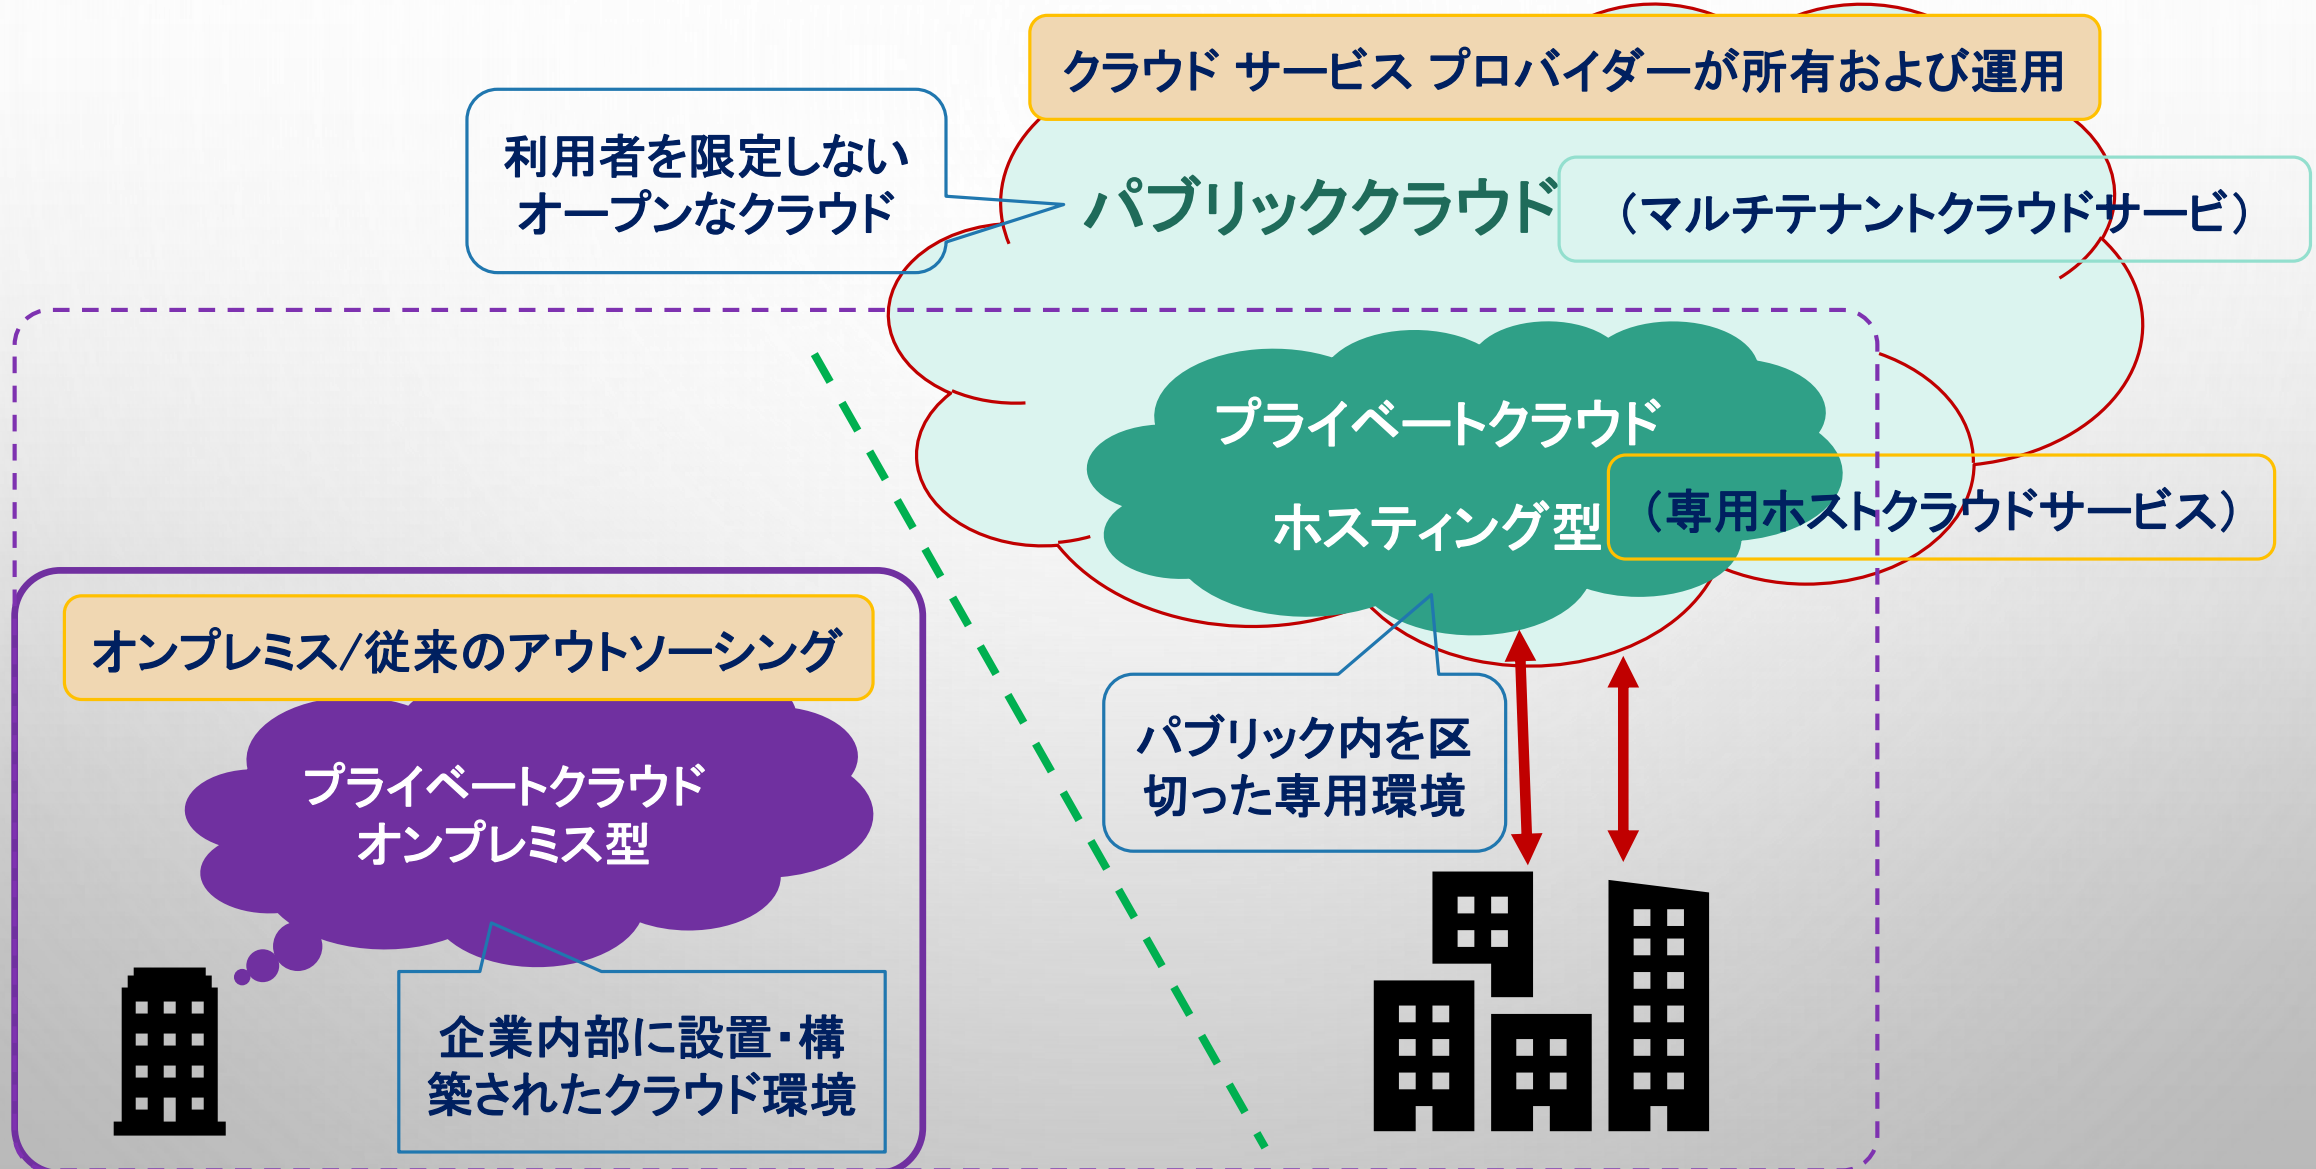 クラウド サービス プロバイダーが所有および運用
利用者を限定しない
オープンなクラウド
パブリッククラウド
（マルチテナントクラウドサービ）
プライベートクラウド
ホスティング型
（専用ホストクラウドサービス）
オンプレミス/従来のアウトソーシング
プライベートクラウド
オンプレミス型
パブリック内を区
切った専用環境
企業内部に設置・構
築されたクラウド環境